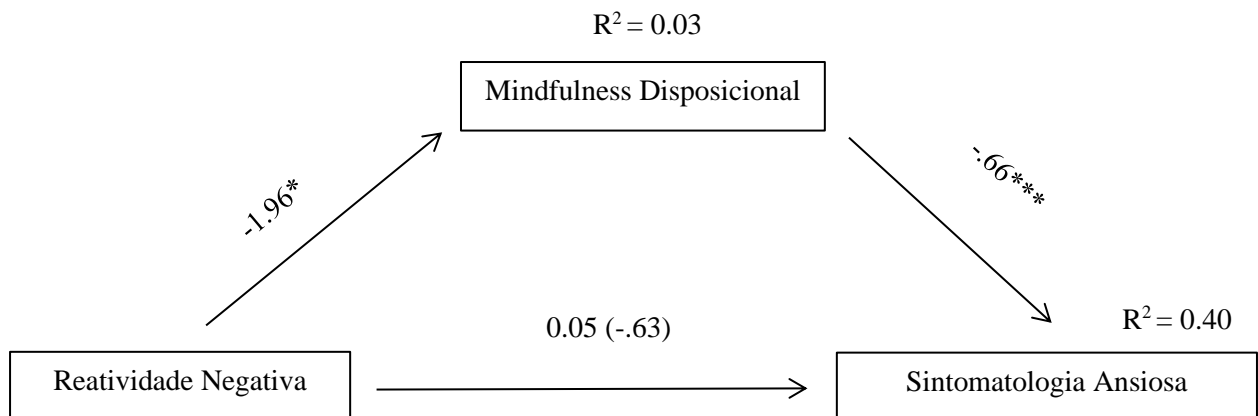 R² = 0.03
Mindfulness Disposicional
-1.96*
-.66***
0.05 (-.63)
R² = 0.40
Reatividade Negativa
Sintomatologia Ansiosa